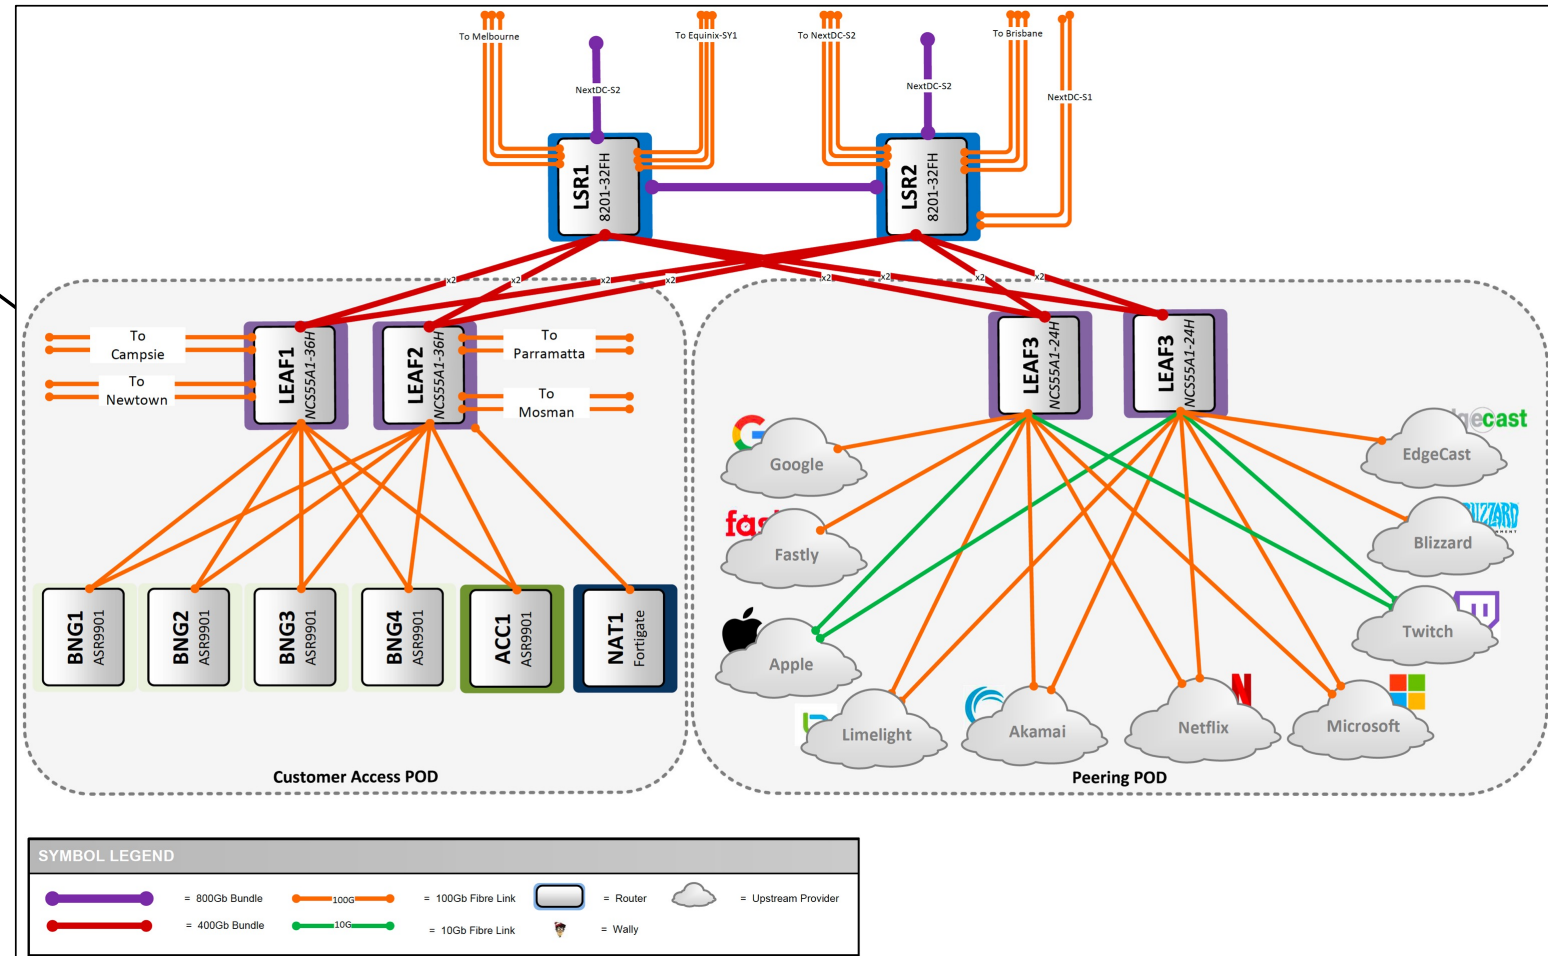 To Melbourne
To Equinix-SY1
To NextDC-S2
To Brisbane
NextDC-S2
NextDC-S2
NextDC-S1
LSR1
8201-32FH
LSR2
8201-32FH
x2
x2
x2
x2
x2
x2
x2
x2
To
Campsie
To
Newtown
LEAF1
NCS55A1-36H
LEAF2
NCS55A1-36H
To
Parramatta
To
Mosman
LEAF3
NCS55A1-24H
LEAF3
NCS55A1-24H
Google
Fastly
Apple
Limelight
Akamai
Netflix
Microsoft
Twitch
Blizzard
EdgeCast
BNG1
ASR9901
BNG2
ASR9901
BNG3
ASR9901
BNG4
ASR9901
ACC1
ASR9901
NAT1
Fortigate
Customer Access POD
Peering POD
SYMBOL LEGEND
= 800Gb Bundle
100G
= 100Gb Fibre Link
= Router
= Upstream Provider
= 400Gb Bundle
10G
= 10Gb Fibre Link
= Wally